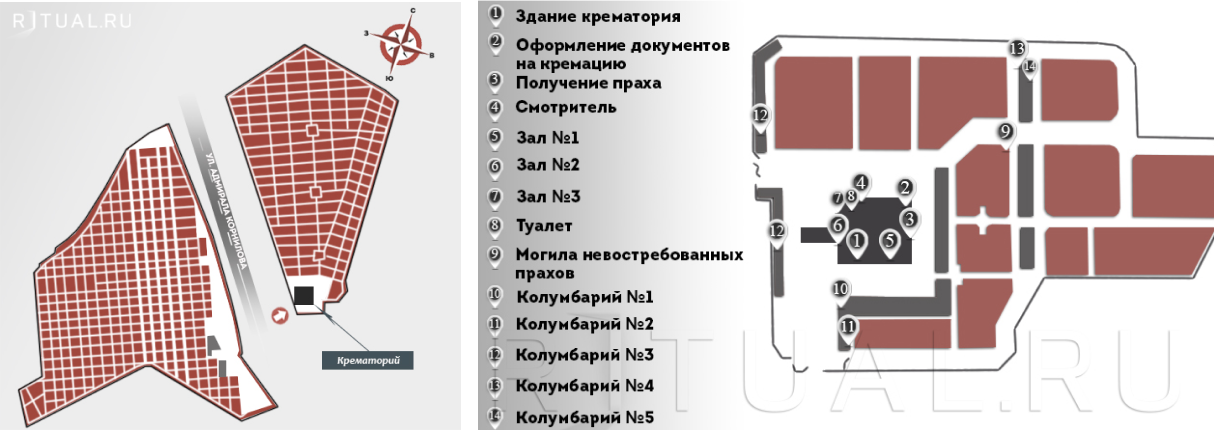 RITUAL.RU
С
З
В
Ю
УЛ. АДМИРАЛА КОРНИЛОВА
Крематорий
1 Здание крематория
2 Оформление документов
на кремацию
3 Получение праха
4 Смотритель
5 Зал №1
6 Зал №2
7 Зал №3
8 Туалет
9 Могила невостребованных
прахов
10 Колумбарий №1
11 Колумбарий №2
12 Колумбарий №3
13 Колумбарий №4
14 Колумбарий №5
13
14
12
9
4
2
7
8
3
6
12
1
5
10
11
RITUAL.RU